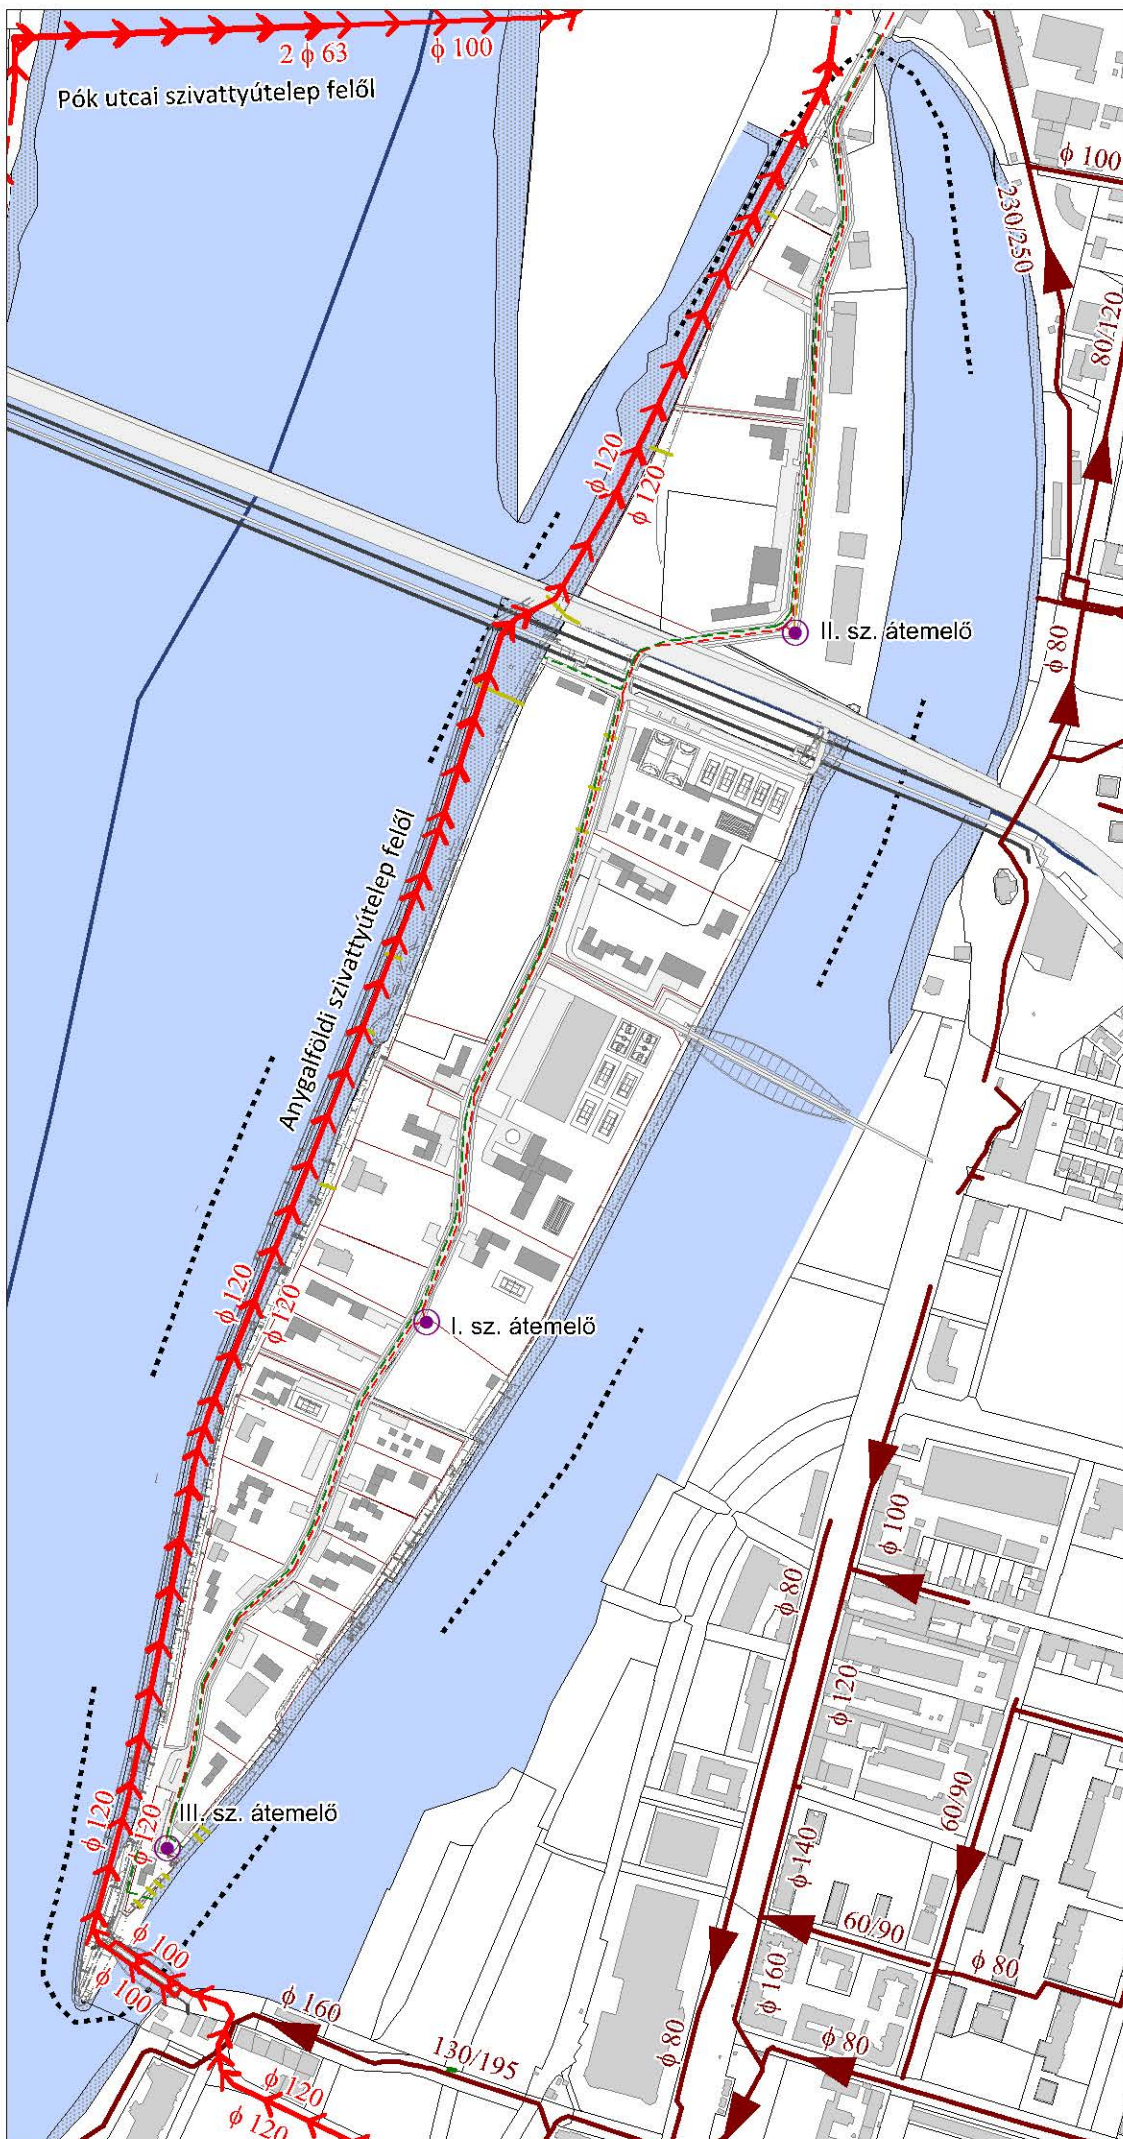 2 ϕ 63
ϕ 100
Pók utcai szivattyútelep felől
ϕ 100
230/250
80/120
ϕ 120
ϕ 120
II. sz. átemelő
ϕ 80
Anygalföldi szivattyútelep felől
ϕ 120
ϕ 120
I. sz. átemelő
ϕ 100
ϕ 80
ϕ 120
60/90
III. sz. átemelő
ϕ 120
ϕ 120
ϕ 140
60/90
ϕ 100
ϕ 100
ϕ 80
ϕ 160
ϕ 160
ϕ 80
ϕ 80
130/195
ϕ 120
ϕ 120